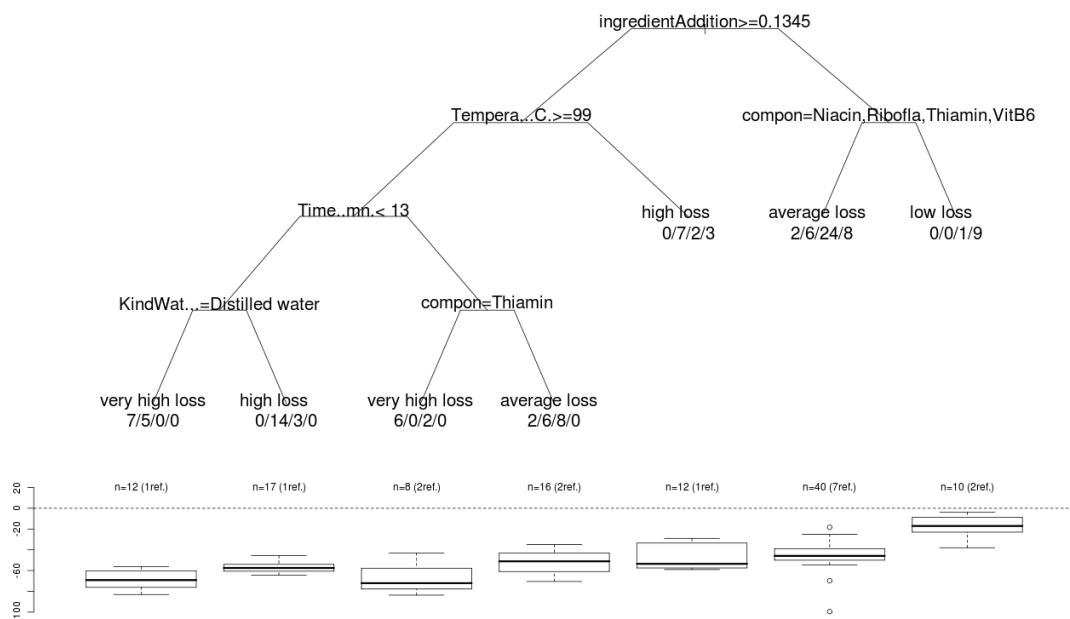 ingredientAddition>=0.1345
Tempera...C.>=99
compon=Niacin,Ribofla,Thiamin,VitB6
Time..mn.< 13
high loss
0/7/2/3
average loss
2/6/24/8
low loss
0/0/1/9
KindWat...=Distilled water
compon=Thiamin
very high loss
7/5/0/0
high loss
0/14/3/0
very high loss
6/0/2/0
average loss
2/6/8/0
n=12 (1ref.)
n=17 (1ref.)
n=8 (2ref.)
n=16 (2ref.)
n=12 (1ref.)
n=40 (7ref.)
n=10 (2ref.)
20
0
-20
-60
100